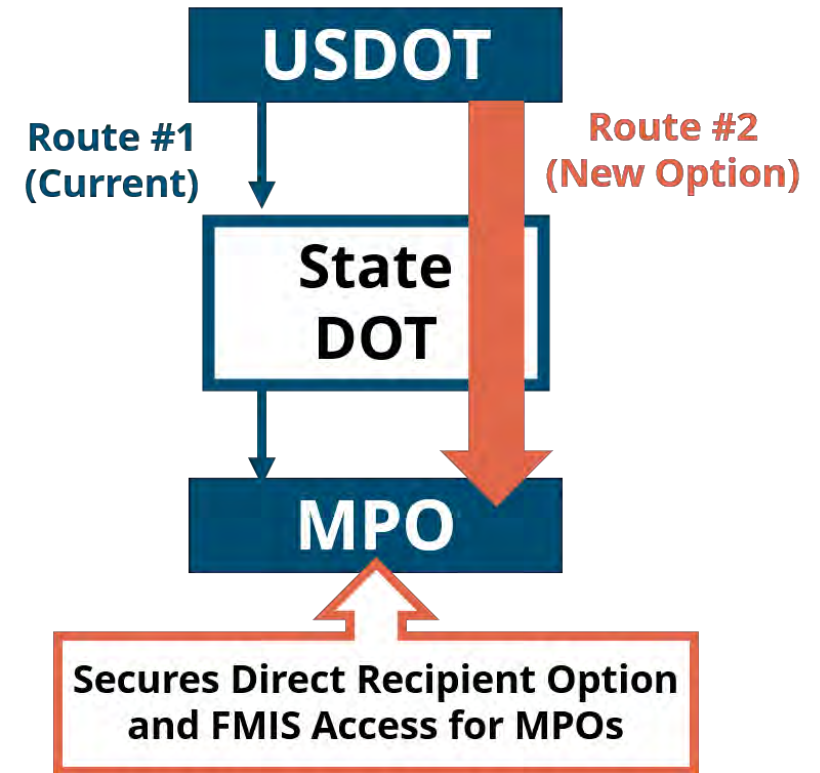 USDOT
Route #1
(Current)
Route #2
(New Option)
State
DOT
MPO
Secures Direct Recipient Option
and FMIS Access for MPOs